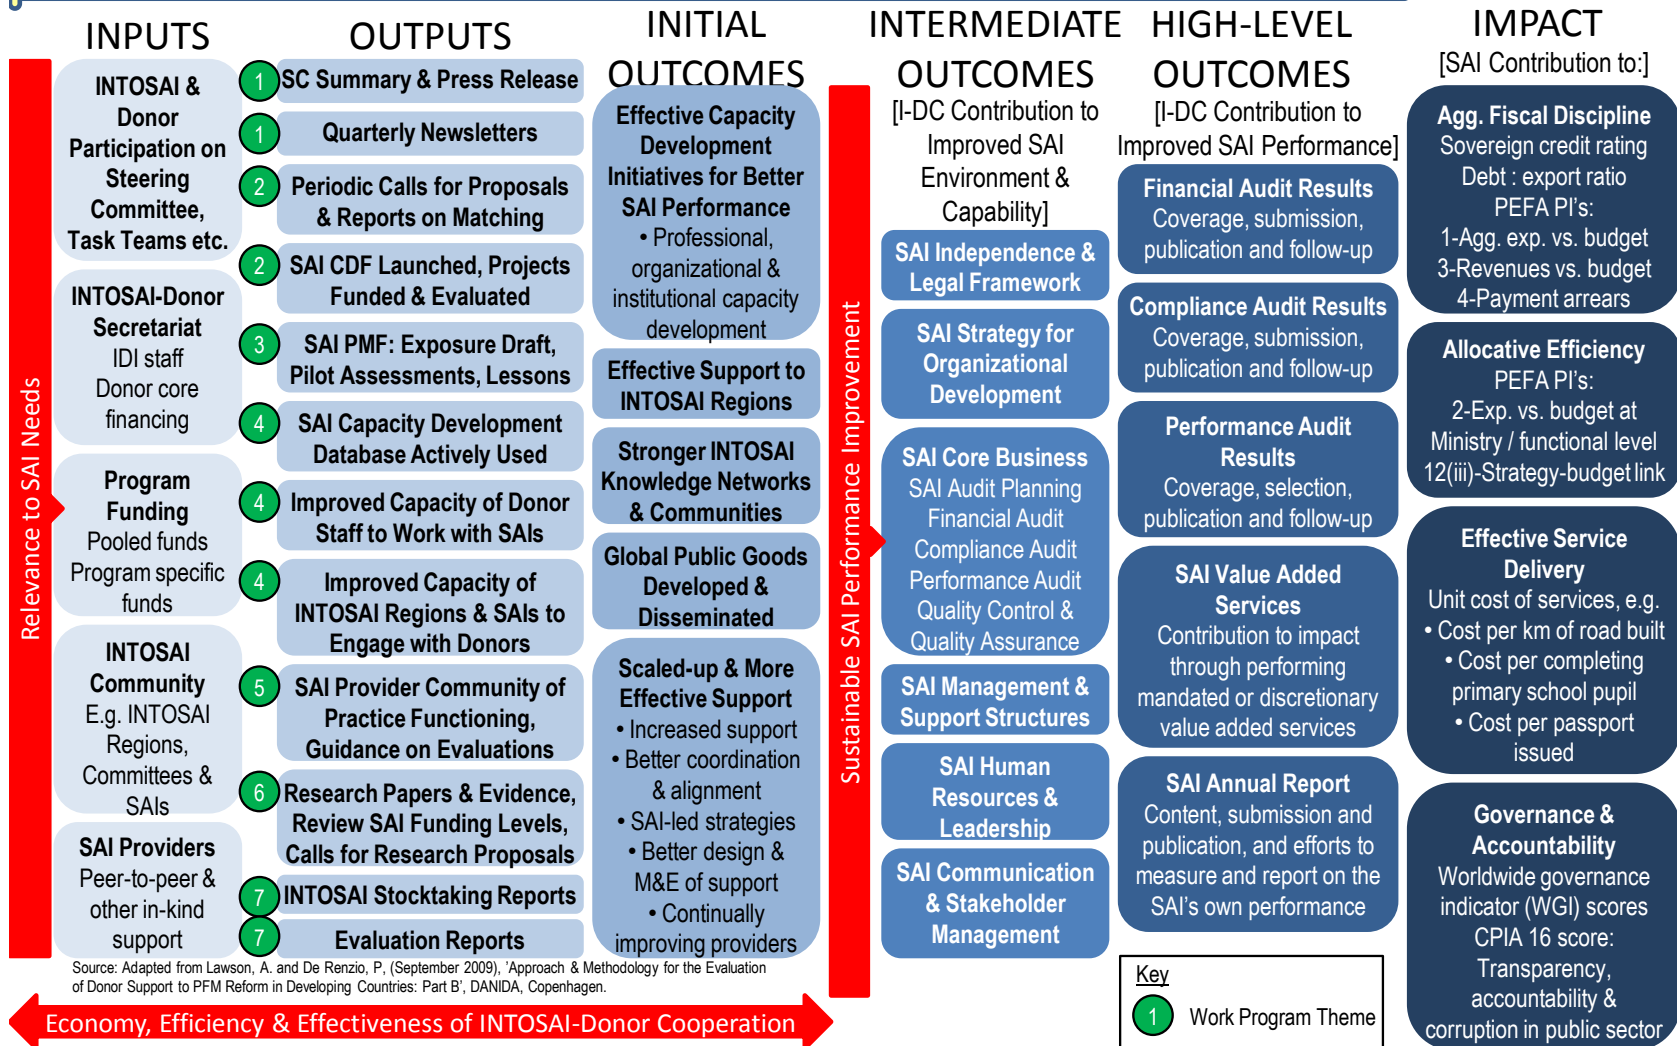 INPUTS
INTOSAI &
Donor
Participation on
Steering
Committee,
Task Teams etc.
INTOSAI-Donor
Secretariat
IDI staff
Donor core
financing
Program
Funding
Pooled funds
Program specific
funds
INTOSAI
Community
E.g. INTOSAI
Regions,
Committees &
SAIs
SAI Providers
Peer-to-peer &
other in-kind
support
Relevance to SAI Needs
OUTPUTS
1
SC Summary & Press Release
1
Quarterly Newsletters
2
Periodic Calls for Proposals
& Reports on Matching
2
SAI CDF Launched, Projects
Funded & Evaluated
3
SAI PMF: Exposure Draft,
Pilot Assessments, Lessons
4
SAI Capacity Development
Database Actively Used
4
Improved Capacity of Donor
Staff to Work with SAIs
4
Improved Capacity of
INTOSAI Regions & SAIs to
Engage with Donors
5
SAI Provider Community of
Practice Functioning,
Guidance on Evaluations
6
Research Papers & Evidence,
Review SAI Funding Levels,
Calls for Research Proposals
7
INTOSAI Stocktaking Reports
7
Evaluation Reports
INITIAL
OUTCOMES
Effective Capacity
Development
Initiatives for Better
SAI Performance
• Professional,
organizational &
institutional capacity
development
Effective Support to
INTOSAI Regions
Stronger INTOSAI
Knowledge Networks
& Communities
Global Public Goods
Developed &
Disseminated
Scaled-up & More
Effective Support
• Increased support
• Better coordination
& alignment
• SAI-led strategies
• Better design &
M&E of support
• Continually
improving providers
Source: Adapted from Lawson, A. and De Renzio, P, (September 2009), 'Approach & Methodology for the Evaluation
of Donor Support to PFM Reform in Developing Countries: Part B', DANIDA, Copenhagen.
Economy, Efficiency & Effectiveness of INTOSAI-Donor Cooperation
Sustainable SAI Performance Improvement
INTERMEDIATE
OUTCOMES
[I-DC Contribution to
Improved SAI
Environment &
Capability]
SAI Independence &
Legal Framework
SAI Strategy for
Organizational
Development
SAI Core Business
SAI Audit Planning
Financial Audit
Compliance Audit
Performance Audit
Quality Control &
Quality Assurance
SAI Management &
Support Structures
SAI Human
Resources &
Leadership
SAI Communication
& Stakeholder
Management
HIGH-LEVEL
OUTCOMES
[I-DC Contribution to
Improved SAI Performance]
Financial Audit Results
Coverage, submission,
publication and follow-up
Compliance Audit Results
Coverage, submission,
publication and follow-up
Performance Audit
Results
Coverage, selection,
publication and follow-up
SAI Value Added
Services
Contribution to impact
through performing
mandated or discretionary
value added services
SAI Annual Report
Content, submission and
publication, and efforts to
measure and report on the
SAI's own performance
Key
1
Work Program Theme
IMPACT
[SAI Contribution to:]
Agg. Fiscal Discipline
Sovereign credit rating
Debt : export ratio
PEFA PI's:
1-Agg. exp. vs. budget
3-Revenues vs. budget
4-Payment arrears
Allocative Efficiency
PEFA PI's:
2-Exp. vs. budget at
Ministry / functional level
12(iii)-Strategy-budget link
Effective Service
Delivery
Unit cost of services, e.g.
• Cost per km of road built
• Cost per completing
primary school pupil
• Cost per passport
issued
Governance &
Accountability
Worldwide governance
indicator (WGI) scores
CPIA 16 score:
Transparency,
accountability &
corruption in public sector